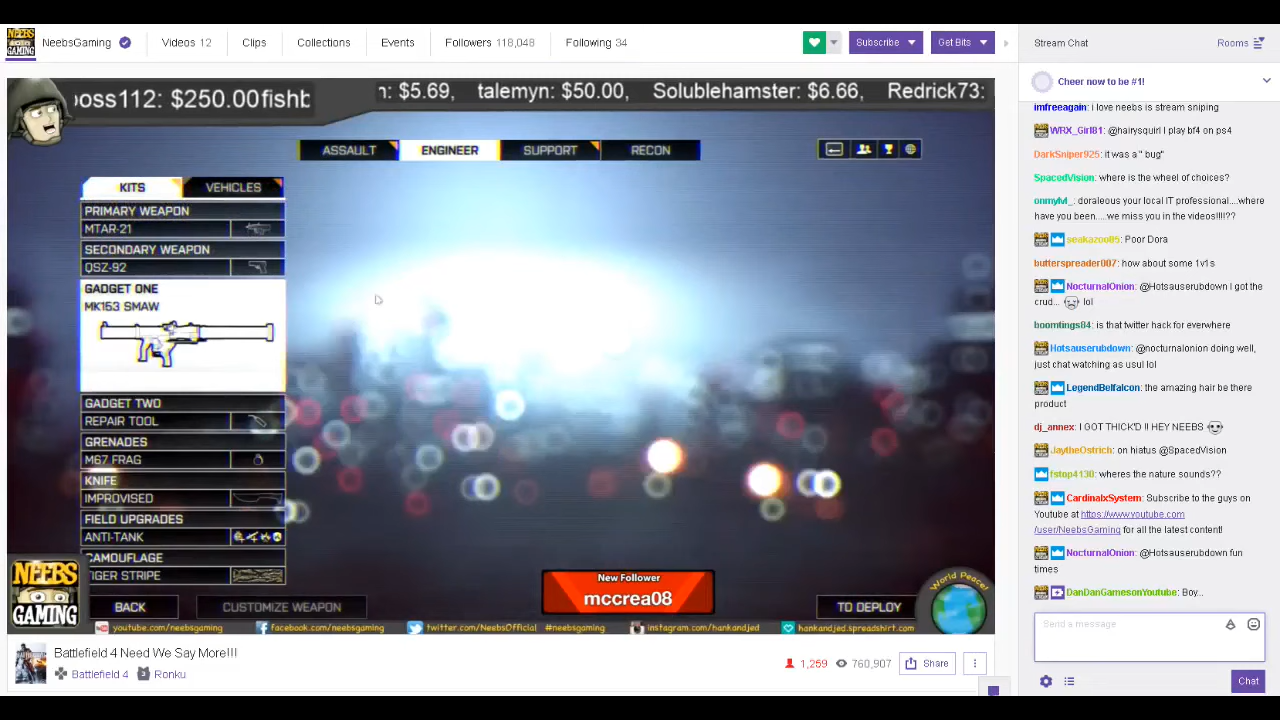 NEEBS GAMING
NeebsGaming
Videos 12
Clips
Collections
Events
Followers 118,048
Following 34
Subscribe
Get Bits
Stream Chat
Rooms
Cheer now to be #1!
oss112: $250.00fishb
n: $5.69, talemyn: $50.00, Solublehamster: $6.66, Redrick73:
ASSAULT
ENGINEER
SUPPORT
RECON
KITS
VEHICLES
PRIMARY WEAPON
MTAR-21
SECONDARY WEAPON
QSZ-92
GADGET ONE
MK153 SMAW
GADGET TWO
REPAIR TOOL
GRENADES
M67 FRAG
KNIFE
IMPROVISED
FIELD UPGRADES
ANTI-TANK
CAMOUFLAGE
TIGER STRIPE
BACK
CUSTOMIZE WEAPON
TO DEPLOY
NEEBS
GAMING
New Follower
mccrea08
World Peace!
youtube.com/neebsgaming
facebook.com/neebsgaming
twitter.com/NeebsOfficial #neebsgaming
instagram.com/hankandjed
hankandjed.spreadshirt.com
Battlefield 4 Need We Say More!!!
Battlefield 4
Ronku
1,259
760,907
Share
imfreeagain: i love neebs is stream sniping
WRX_Girl81: @hairysquirl I play bf4 on ps4
DarkSniper925: it was a " bug"
SpacedVision: where is the wheel of choices?
onmylvl_: doraleous your local IT professional....where
have you been.....we miss you in the videos!!!!??
seakazoo85: Poor Dora
butterspreader007: how about some 1v1s
NocturnalOnion: @Hotsauserubdown I got the
crud... lol
boomtings84: is that twitter hack for everywhere
Hotsauserubdown: @nocturnalonion doing well,
just chat watching as usul lol
LegendBelfalcon: the amazing hair be there
product
dj_annex: I GOT THICK'D !! HEY NEEBS
JaytheOstrich: on hiatus @SpacedVision
fstop4130: wheres the nature sounds??
CardinalxSystem: Subscribe to the guys on
Youtube at https://www.youtube.com
/user/NeebsGaming for all the latest content!
NocturnalOnion: @Hotsauserubdown fun
times
DanDanGamesonYoutube: Boy...
Send a message
Chat